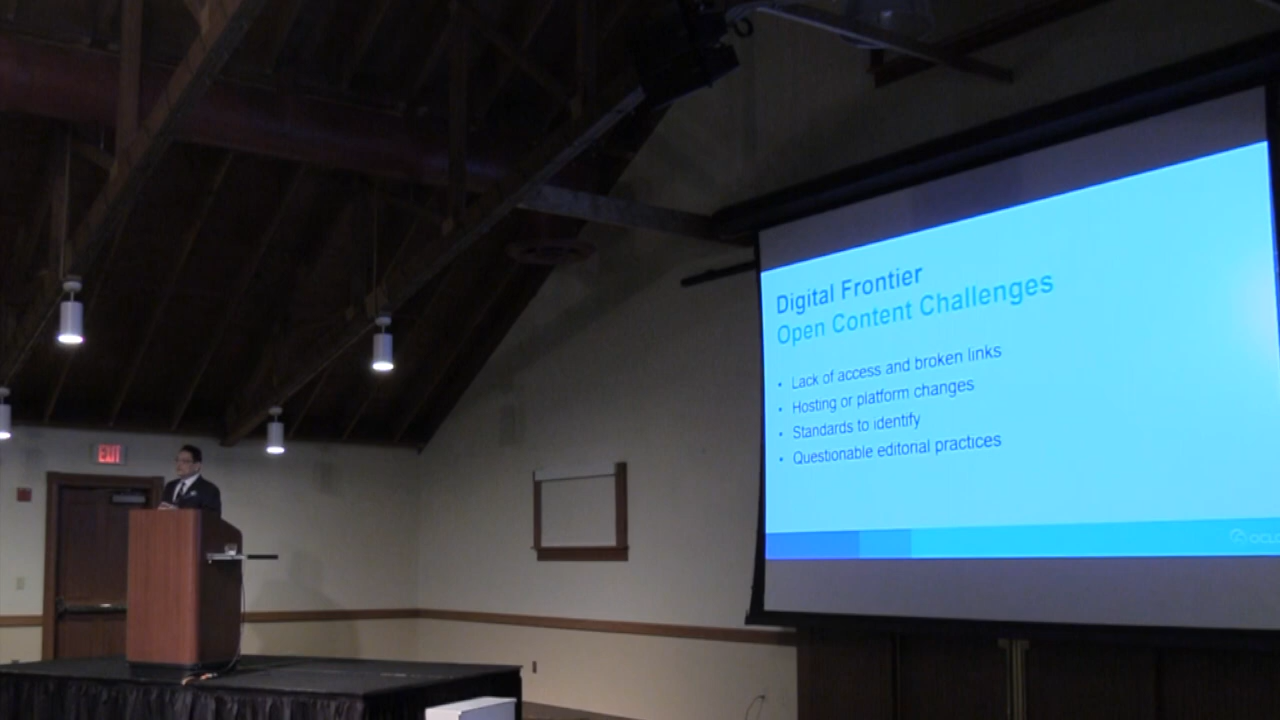 EXIT
Digital Frontier
Open Content Challenges
• Lack of access and broken links
• Hosting or platform changes
• Standards to identify
• Questionable editorial practices
OCLC